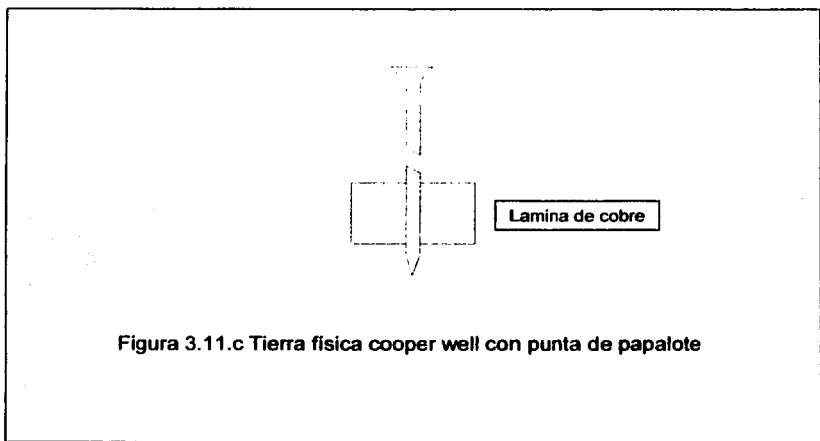 Lamina de cobre
Figura 3.11.c Tierra física cooper well con punta de papalote